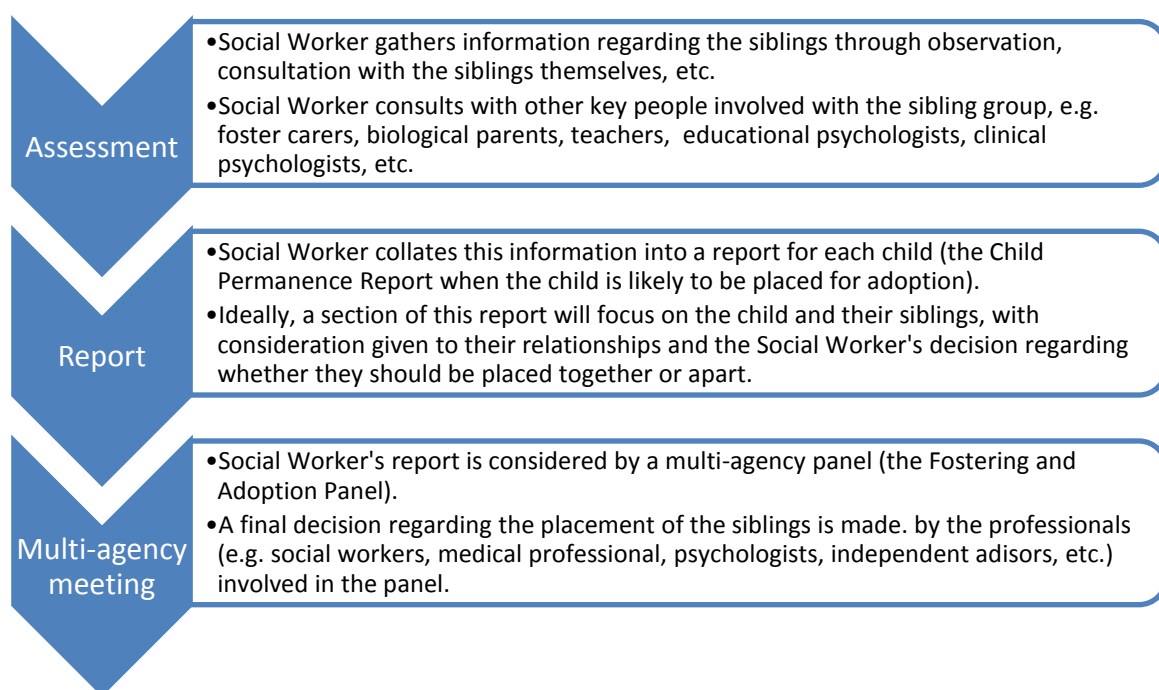 Assessment
•Social Worker gathers information regarding the siblings through observation,
consultation with the siblings themselves, etc.
•Social Worker consults with other key people involved with the sibling group, e.g.
foster carers, biological parents, teachers,  educational psychologists, clinical
psychologists, etc.
Report
•Social Worker collates this information into a report for each child (the Child
Permanence Report when the child is likely to be placed for adoption).
•Ideally, a section of this report will focus on the child and their siblings, with
consideration given to their relationships and the Social Worker's decision regarding
whether they should be placed together or apart.
Multi-agency
meeting
•Social Worker's report is considered by a multi-agency panel (the Fostering and
Adoption Panel).
•A final decision regarding the placement of the siblings is made. by the professionals
(e.g. social workers, medical professional, psychologists, independent adisors, etc.)
involved in the panel.